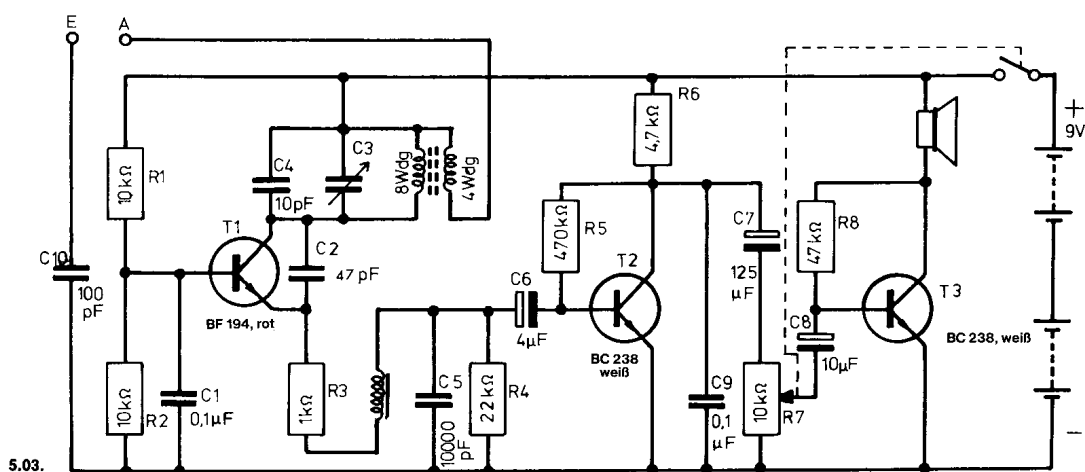 E
A
R6
4,7kΩ
+
9V
10kΩ
R1
C4
10pF
C3
8Wdg
4Wdg
T1
C2
47pF
BF 194, rot
C10
100
pF
R5
470kΩ
C6
4µF
T2
BC 238
weiß
C7
125
µF
R8
47kΩ
T3
BC 238, weiß
C8
10µF
10kΩ
R2
C1
0,1µF
R3
1kΩ
C5
10000
pF
R4
22kΩ
C9
0,1
µF
10kΩ
R7
−
5.03.